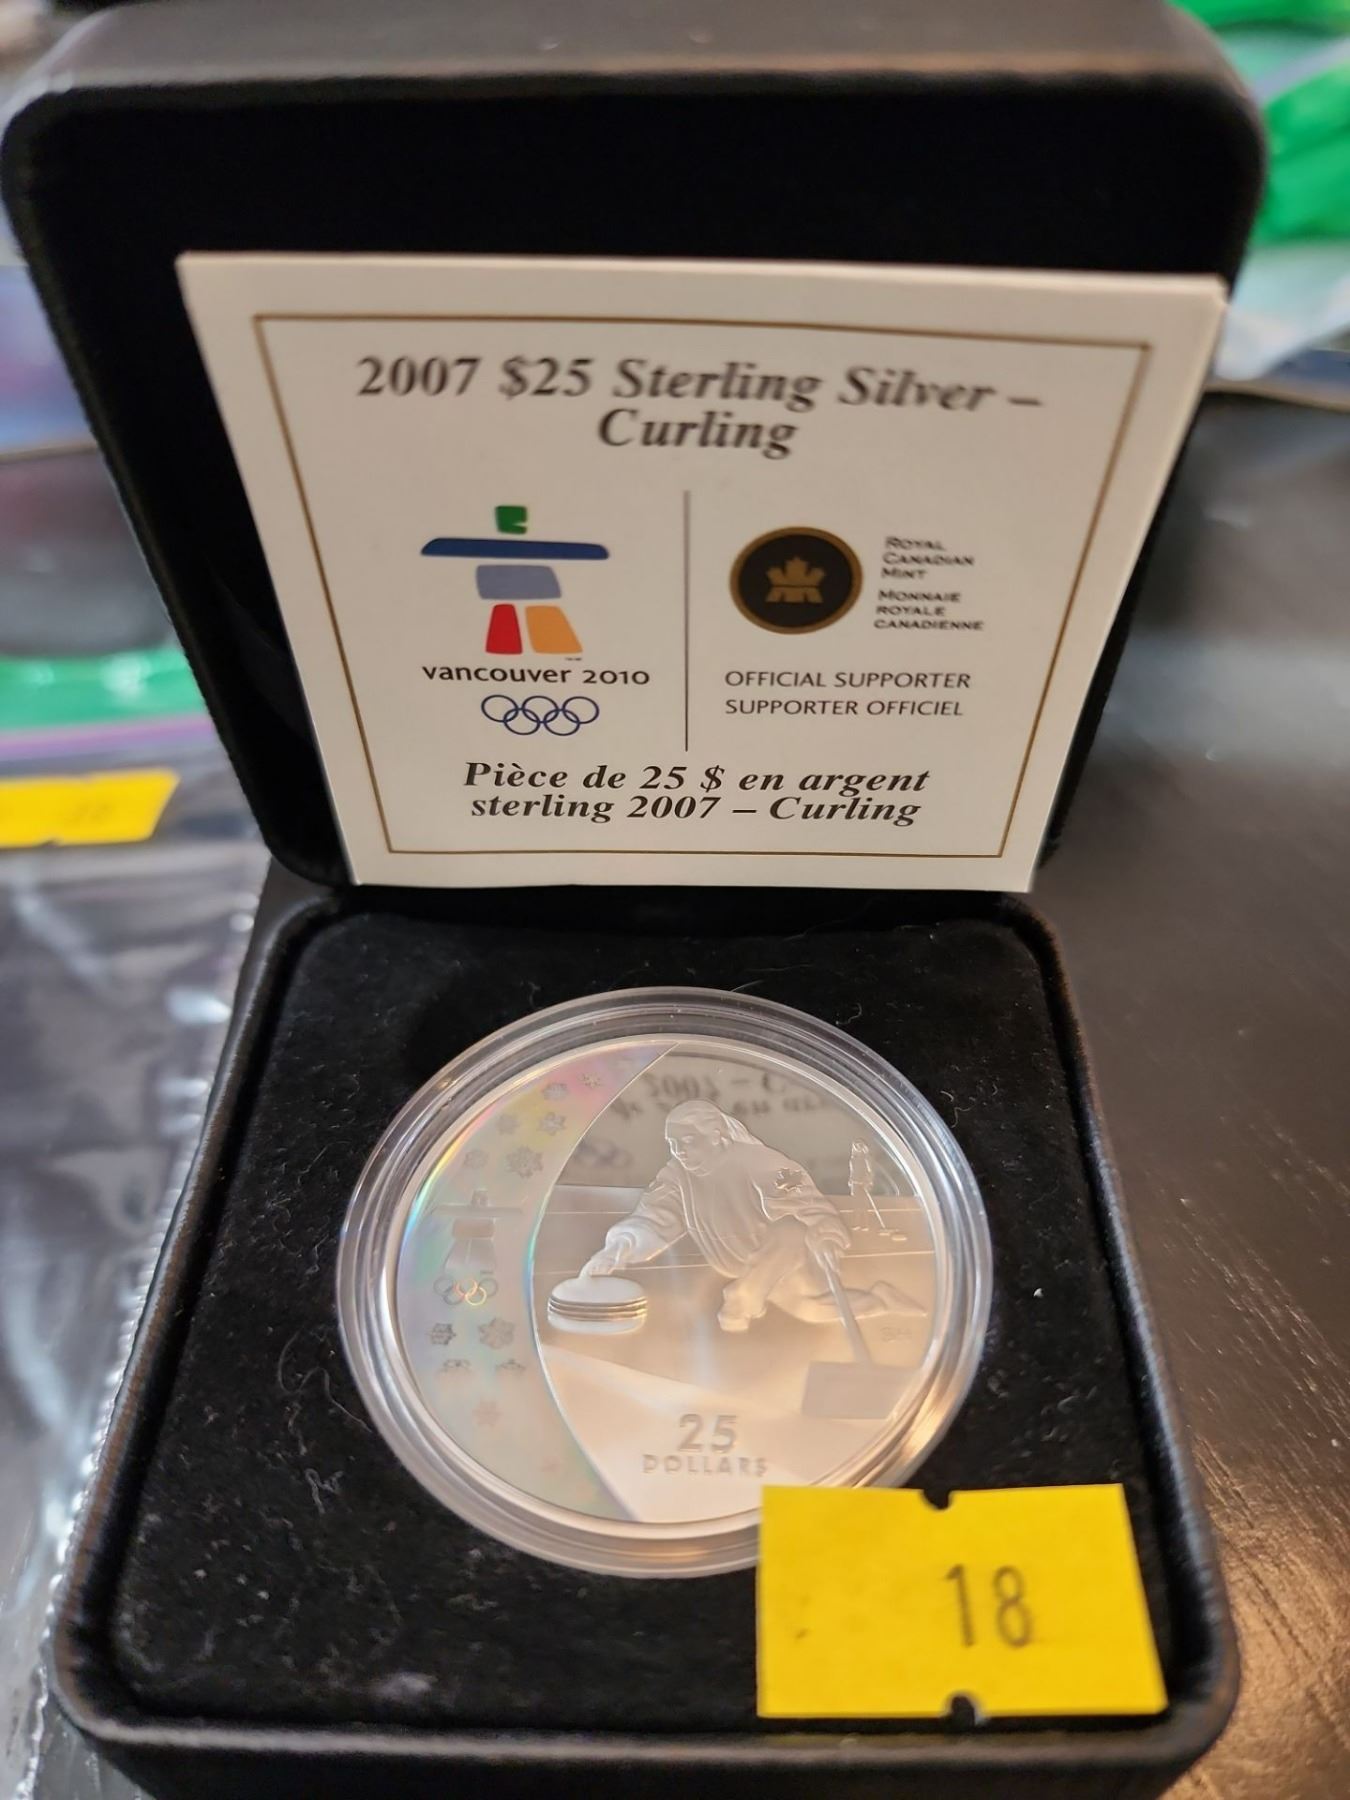 2007 $25 Sterling Silver –
Curling
vancouver 2010
ROYAL
CANADIAN
MINT
MONNAIE
ROYALE
CANADIENNE
OFFICIAL SUPPORTER
SUPPORTER OFFICIEL
Pièce de 25 $ en argent
sterling 2007 – Curling
25
DOLLARS
18